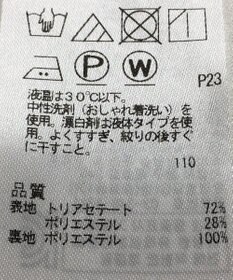 P23
Ⓟ Ⓦ
液温は30℃以下。
中性洗剤（おしゃれ着洗い）を
使用。漂白剤は液体タイプを使
用。よくすすぎ、絞りの後すぐ
に干すこと。
110
品質
表地 トリアセテート 72%
ポリエステル 28%
裏地 ポリエステル 100%